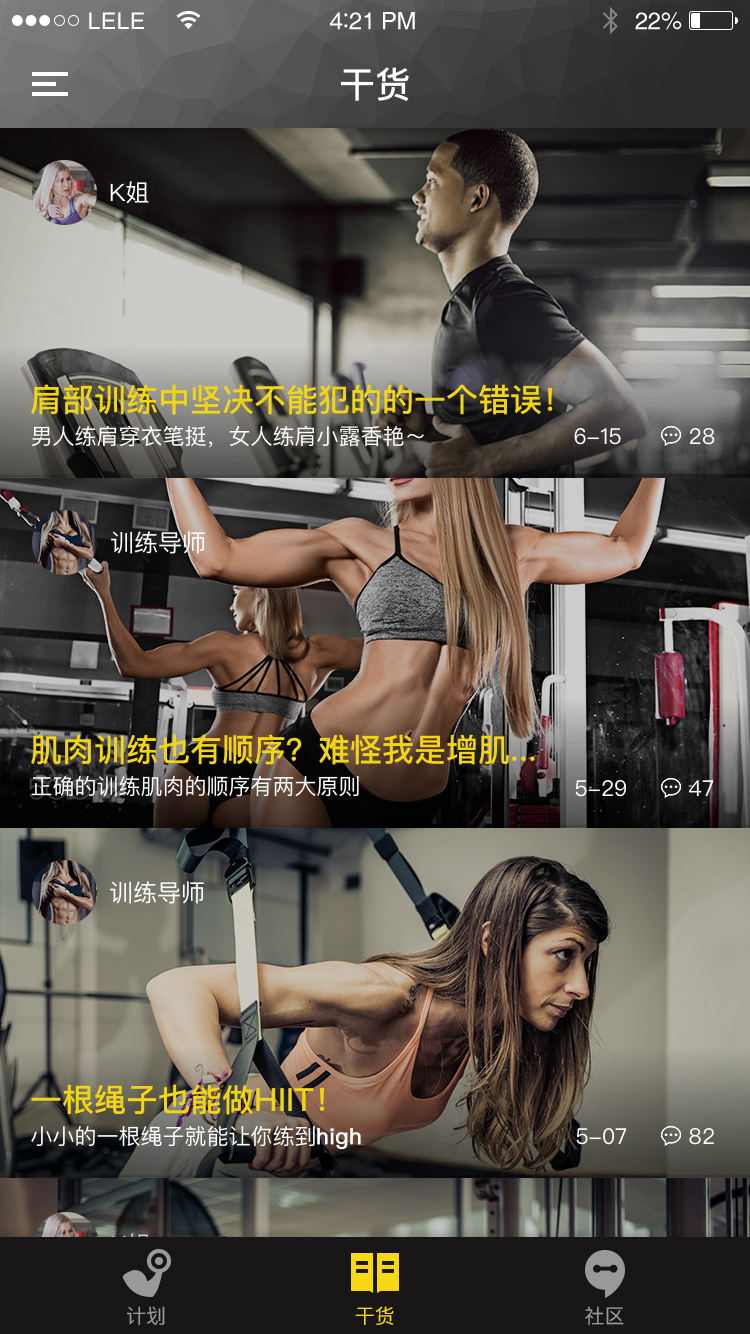 LELE
4:21 PM
22%
干货
K姐
肩部训练中坚决不能犯的的一个错误！
男人练肩穿衣笔挺，女人练肩小露香艳～
6-15
28
训练导师
肌肉训练也有顺序？难怪我是增肌...
正确的训练肌肉的顺序有两大原则
5-29
47
训练导师
一根绳子也能做HIIT！
小小的一根绳子就能让你练到high
5-07
82
计划
干货
社区